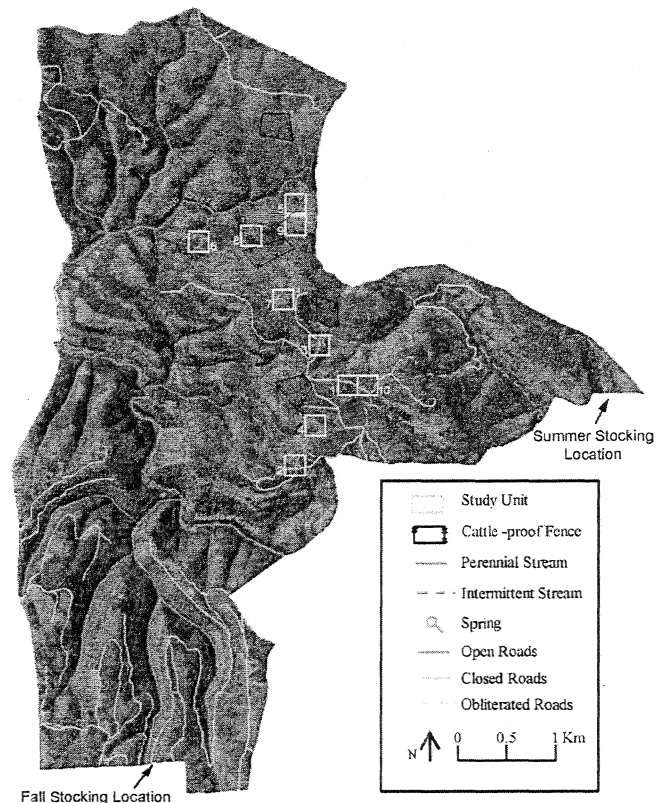 Summer Stocking
Location
Study Unit
Cattle -proof Fence
Perennial Stream
Intermittent Stream
Spring
Open Roads
Closed Roads
Obliterated Roads
N
0 0.5 1 Km
Fall Stocking Location